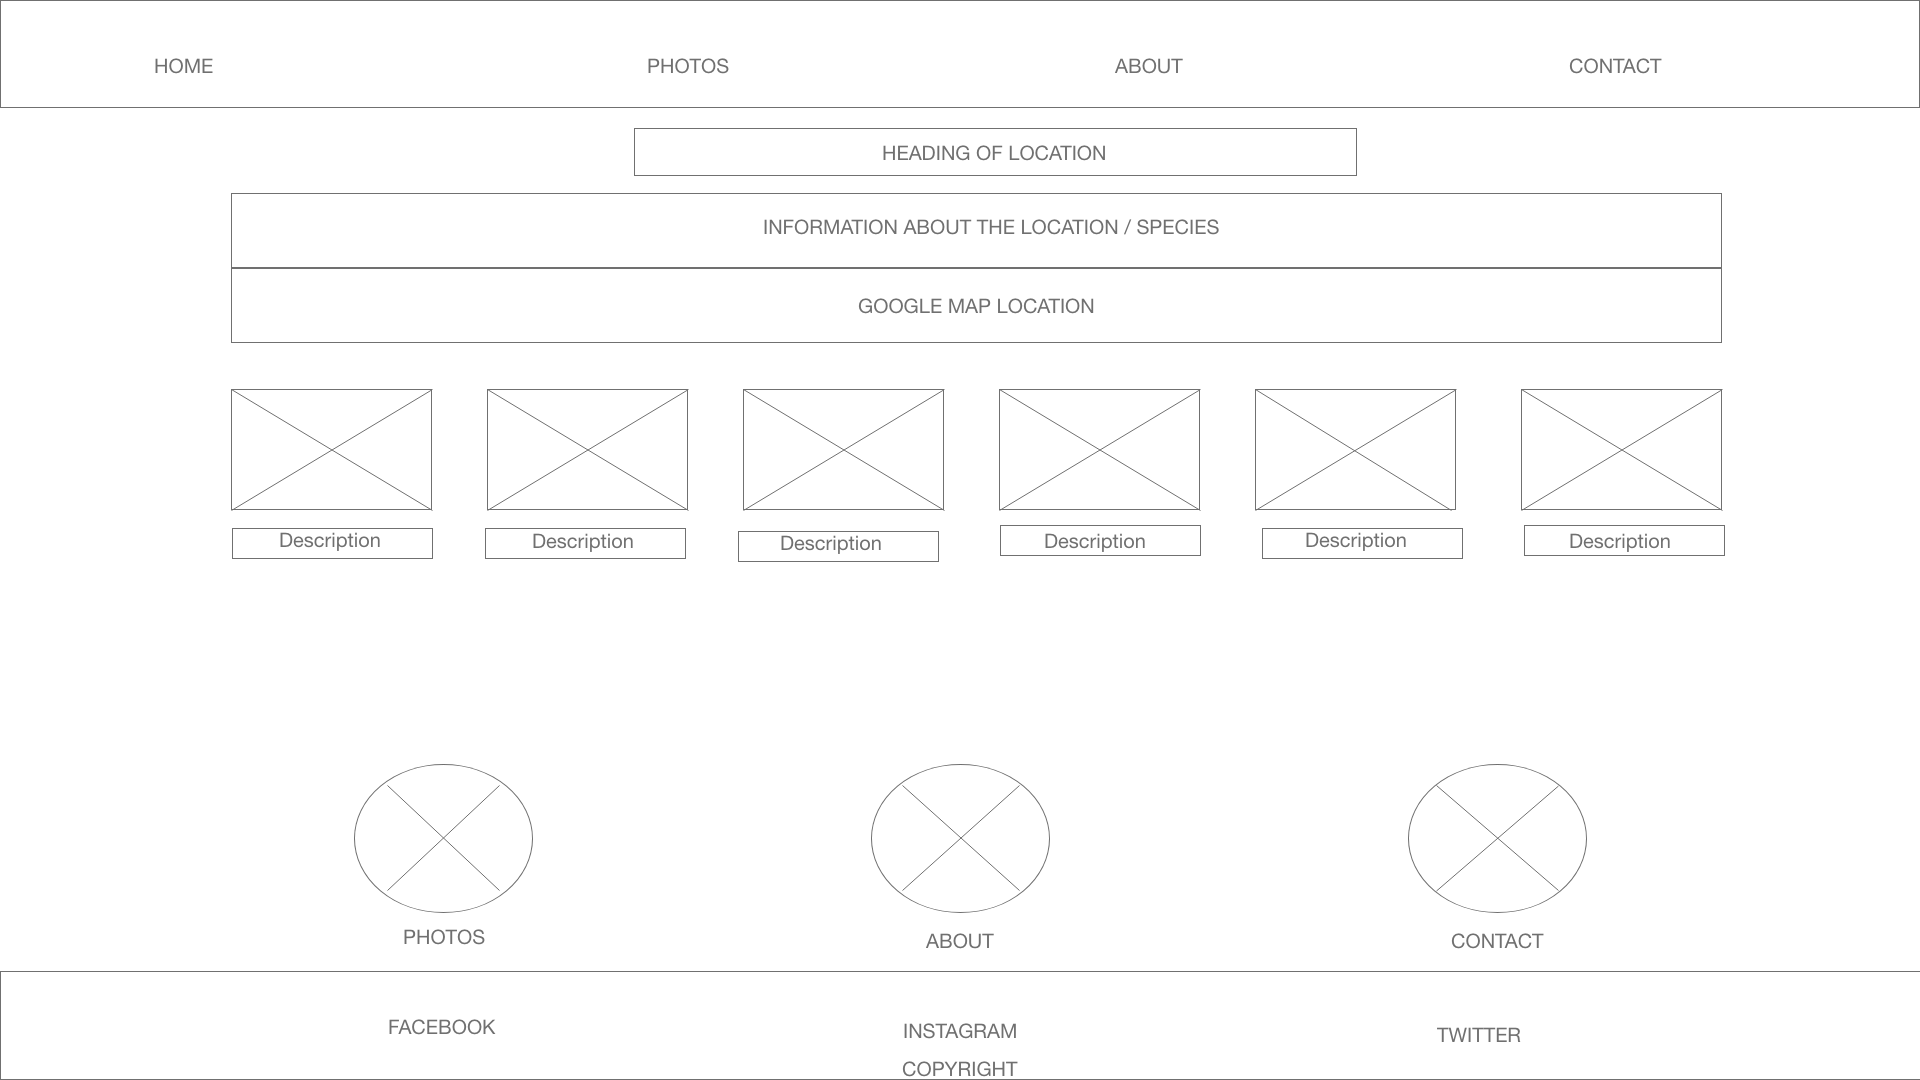 HOME PHOTOS ABOUT CONTACT
HEADING OF LOCATION
INFORMATION ABOUT THE LOCATION / SPECIES
GOOGLE MAP LOCATION
Description Description Description Description Description Description
PHOTOS ABOUT CONTACT
FACEBOOK INSTAGRAM TWITTER
COPYRIGHT